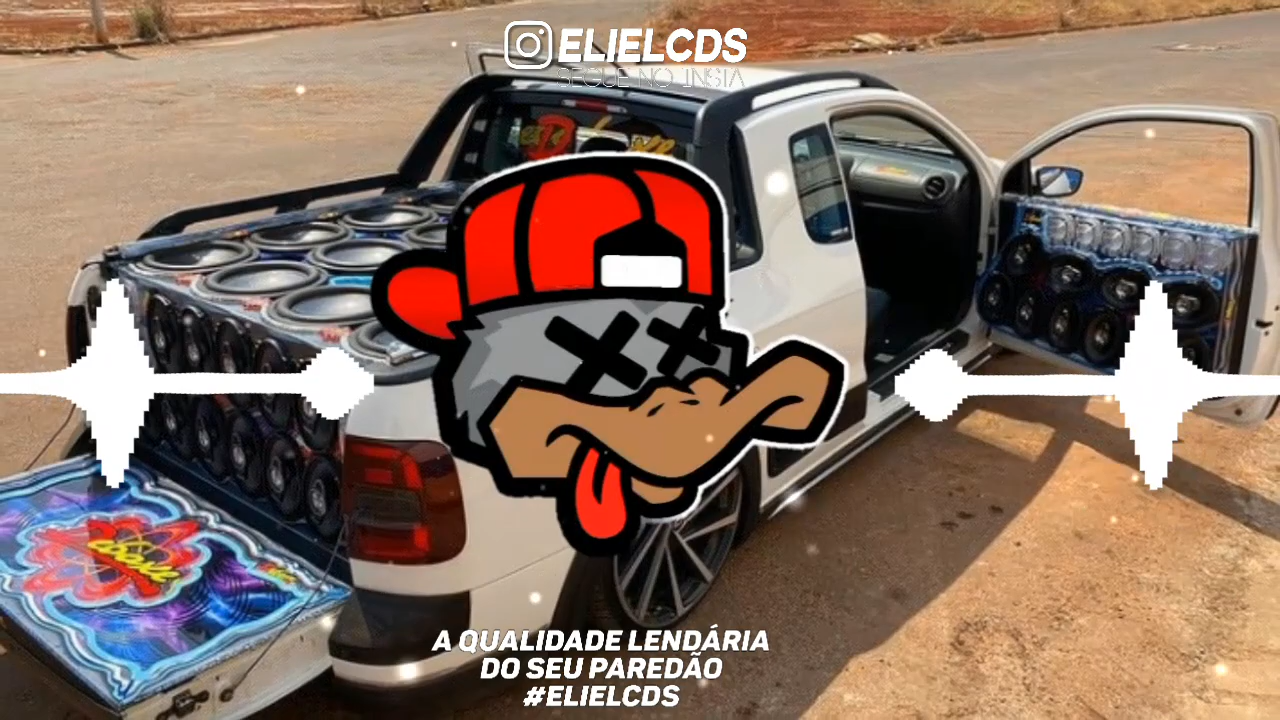 ELIELCDS
SEGUE NO INSTA
A QUALIDADE LENDÁRIA
DO SEU PAREDÃO
#ELIELCDS